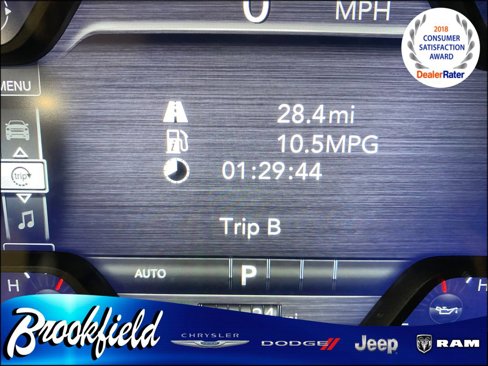 0 MPH
2018
CONSUMER
SATISFACTION
AWARD
DealerRater
MENU
28.4mi
10.5MPG
trip
01:29:44
Trip B
AUTO
P
H
H
Brookfield
CHRYSLER
DODGE
Jeep
RAM